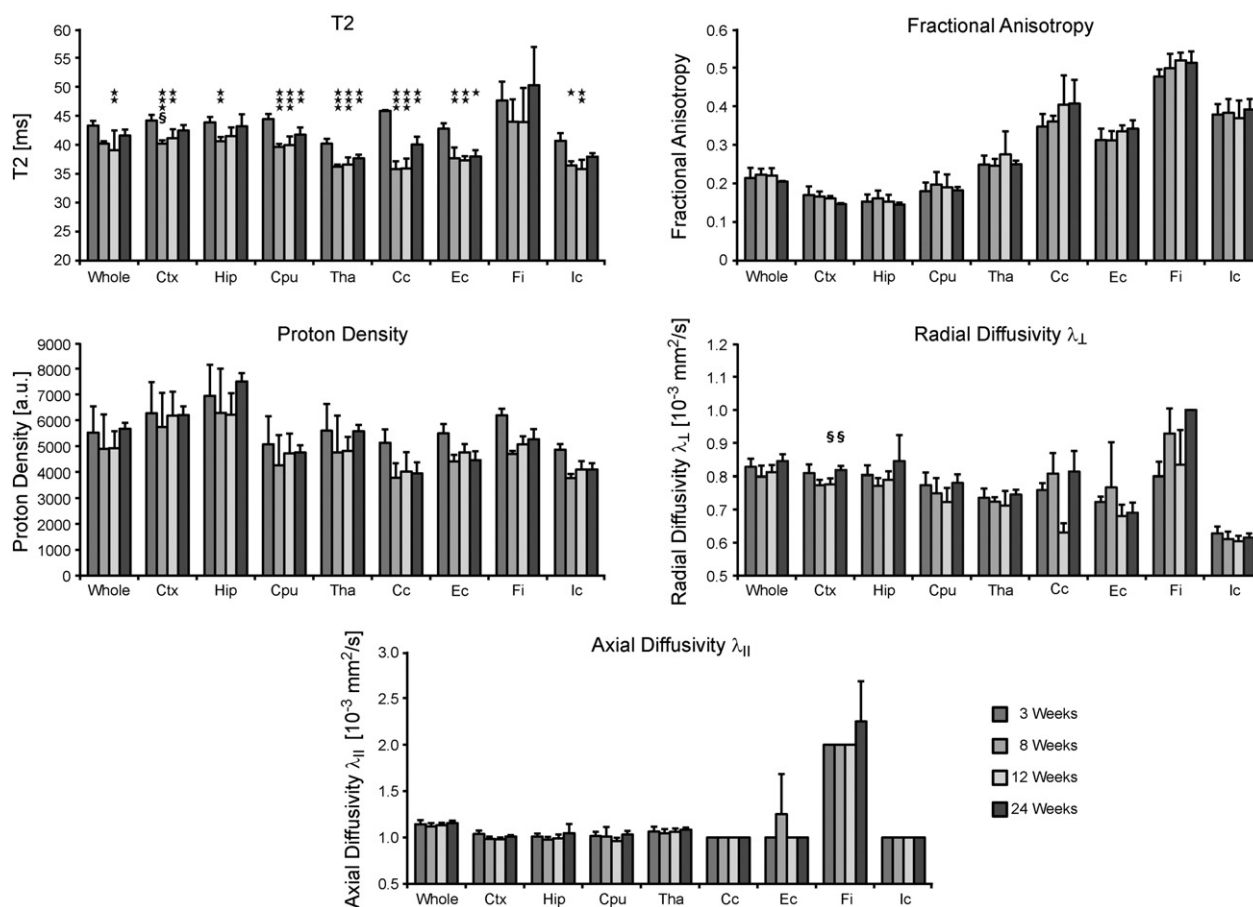 T2
T2 [ms]
60
55
50
45
40
35
30
25
20
★★ ★★★ § ★★ ★★ ★★★ ★★★ ★★ ★★★ ★★★ ★★ ★★★ ★★★ ★★ ★★ ★★ ★ ★ ★★
Whole Ctx Hip Cpu Tha Cc Ec Fi Ic
Fractional Anisotropy
Fractional Anisotropy
0.6
0.5
0.4
0.3
0.2
0.1
0
Whole Ctx Hip Cpu Tha Cc Ec Fi Ic
Proton Density
Proton Density [a.u.]
9000
8000
7000
6000
5000
4000
3000
2000
1000
0
Whole Ctx Hip Cpu Tha Cc Ec Fi Ic
Radial Diffusivity λ⊥
Radial Diffusivity λ⊥ [10⁻³ mm²/s]
1.2
1.1
1.0
0.9
0.8
0.7
0.6
0.5
§ §
Whole Ctx Hip Cpu Tha Cc Ec Fi Ic
Axial Diffusivity λ||
Axial Diffusivity λ|| [10⁻³ mm²/s]
3.0
2.5
2.0
1.5
1.0
0.5
Whole Ctx Hip Cpu Tha Cc Ec Fi Ic
3 Weeks
8 Weeks
12 Weeks
24 Weeks